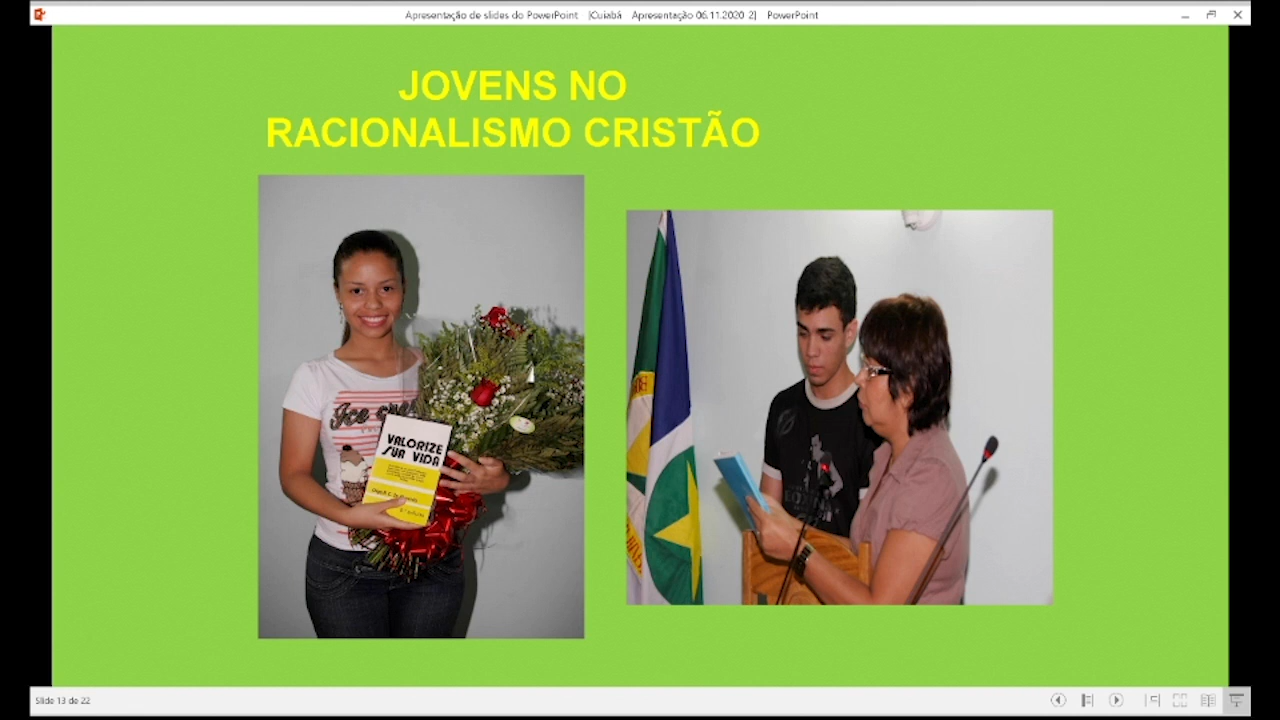 Apresentação de slides do PowerPoint [Cuiabá Apresentação 06.11.2020 2] PowerPoint
JOVENS NO
RACIONALISMO CRISTÃO
Ice
VALORIZE
SUA VIDA
Slide 13 de 22